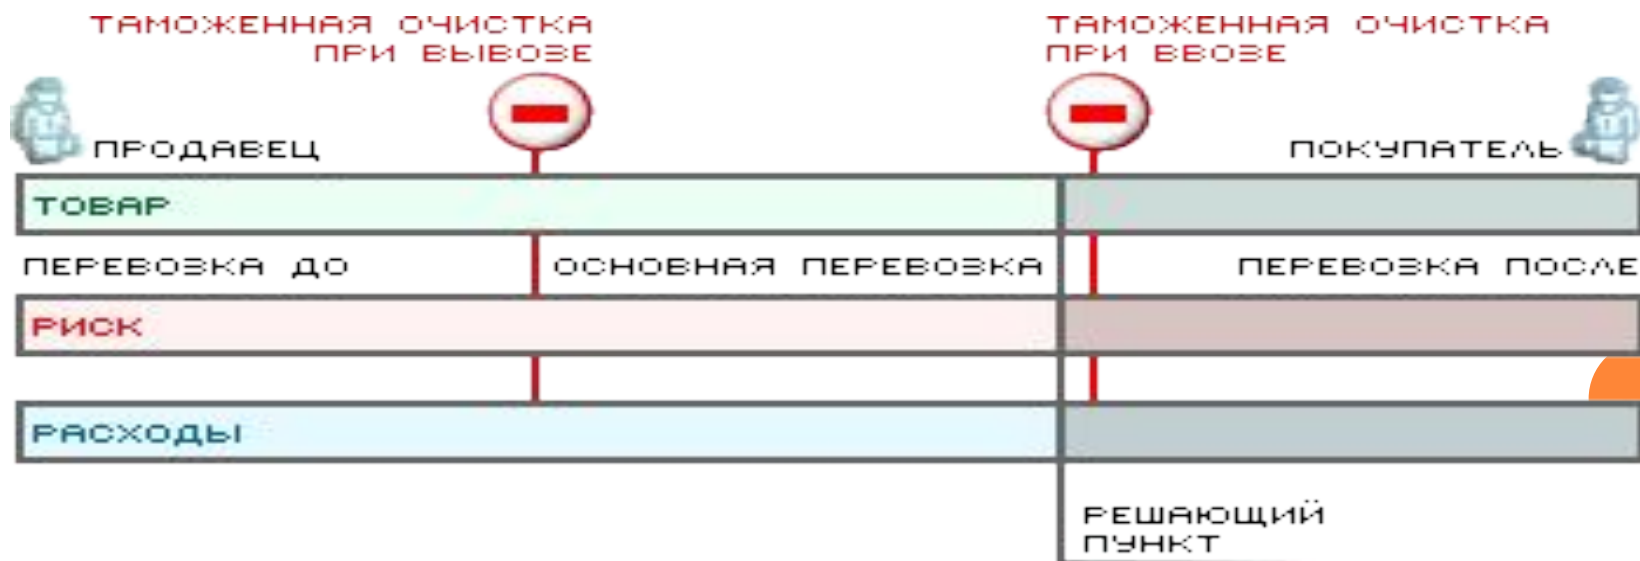 ТАМОЖЕННАЯ ОЧИСТКА
ПРИ ВЫВОЗЕ
ТАМОЖЕННАЯ ОЧИСТКА
ПРИ ВВОЗЕ
ПРОДАВЕЦ
ПОКУПАТЕЛЬ
ТОВАР
ПЕРЕВОЗКА ДО
ОСНОВНАЯ ПЕРЕВОЗКА
ПЕРЕВОЗКА ПОСЛЕ
РИСК
РАСХОДЫ
РЕШАЮЩИЙ
ПУНКТ